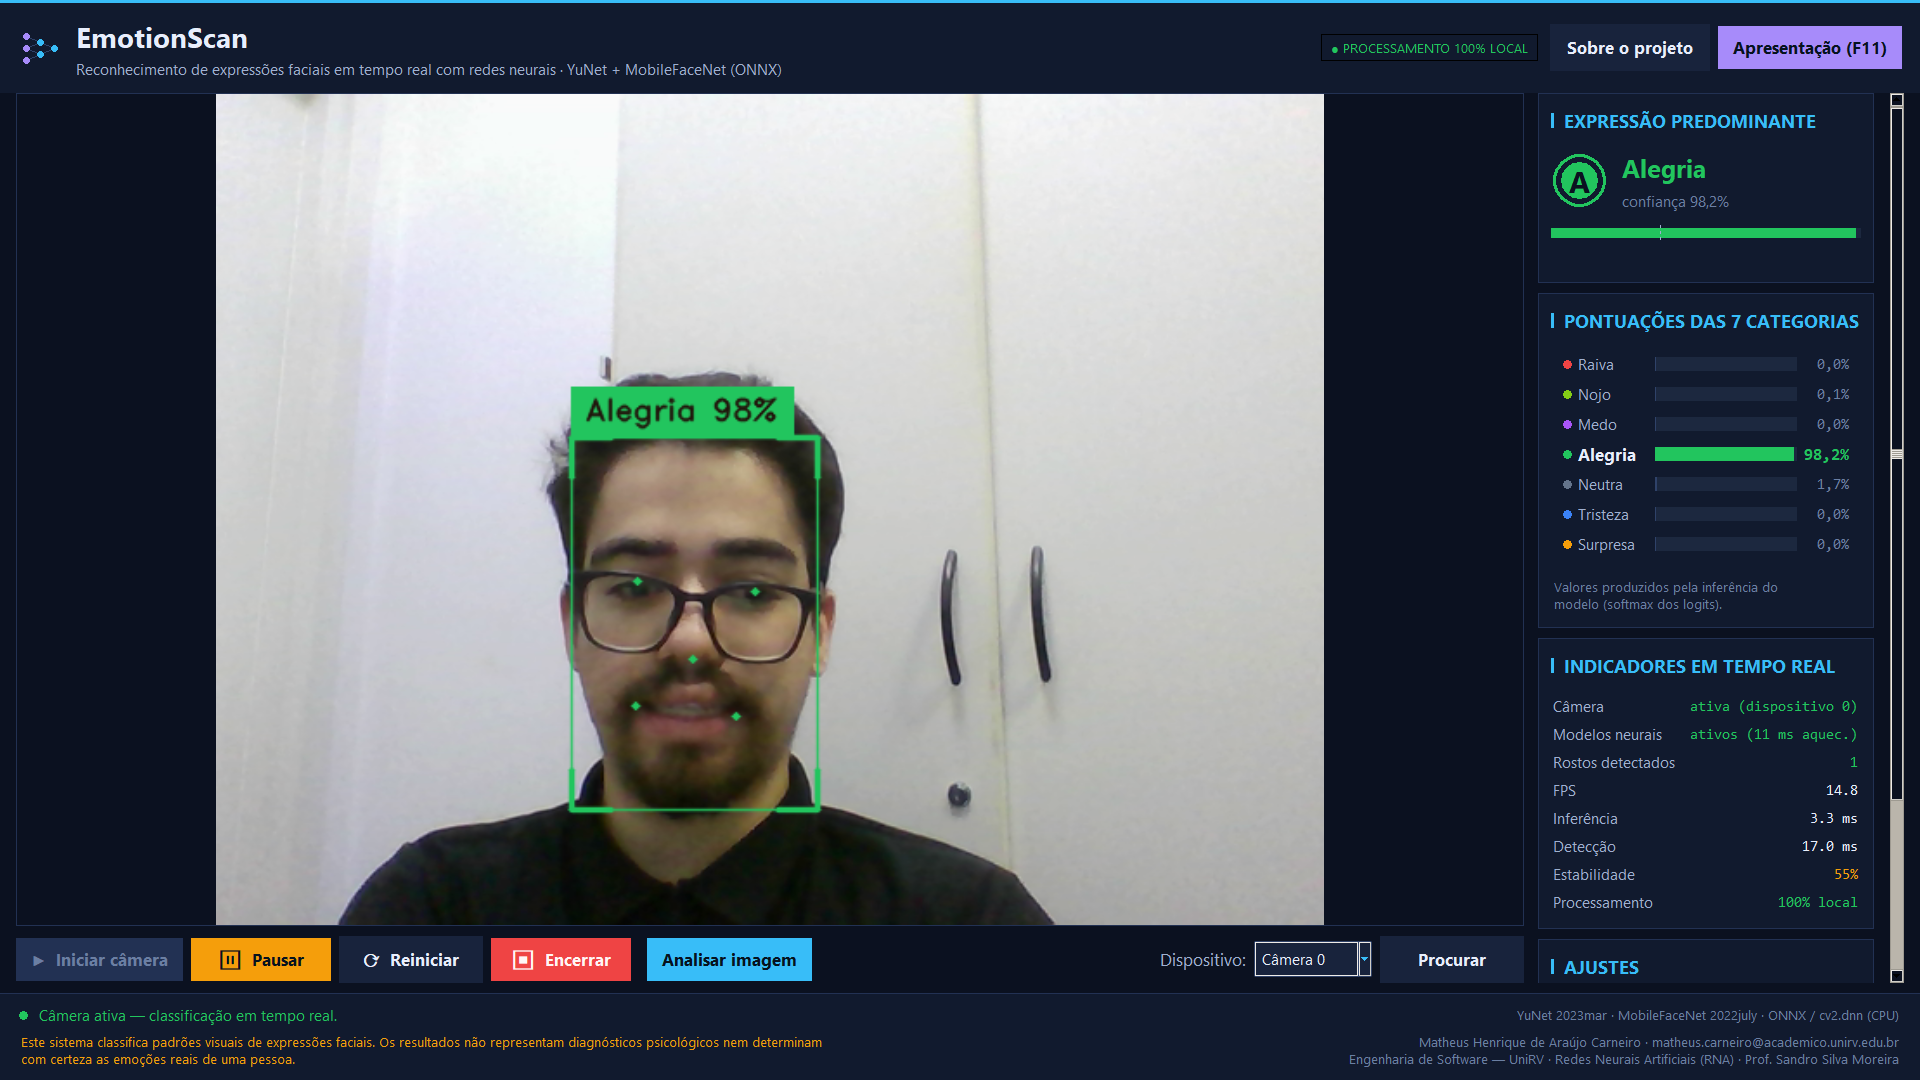 EmotionScan
Reconhecimento de expressões faciais em tempo real com redes neurais · YuNet + MobileFaceNet (ONNX)
● PROCESSAMENTO 100% LOCAL
Sobre o projeto
Apresentação (F11)
Alegria 98%
EXPRESSÃO PREDOMINANTE
A
Alegria
confiança 98,2%
PONTUAÇÕES DAS 7 CATEGORIAS
Raiva 0,0%
Nojo 0,1%
Medo 0,0%
Alegria 98,2%
Neutra 1,7%
Tristeza 0,0%
Surpresa 0,0%
Valores produzidos pela inferência do
modelo (softmax dos logits).
INDICADORES EM TEMPO REAL
Câmera ativa (dispositivo 0)
Modelos neurais ativos (11 ms aquec.)
Rostos detectados 1
FPS 14.8
Inferência 3.3 ms
Detecção 17.0 ms
Estabilidade 55%
Processamento 100% local
AJUSTES
Iniciar câmera
Pausar
Reiniciar
Encerrar
Analisar imagem
Dispositivo: Câmera 0
Procurar
Câmera ativa — classificação em tempo real.
Este sistema classifica padrões visuais de expressões faciais. Os resultados não representam diagnósticos psicológicos nem determinam
com certeza as emoções reais de uma pessoa.
YuNet 2023mar · MobileFaceNet 2022july · ONNX / cv2.dnn (CPU)
Matheus Henrique de Araújo Carneiro · matheus.carneiro@academico.unirv.edu.br
Engenharia de Software — UniRV · Redes Neurais Artificiais (RNA) · Prof. Sandro Silva Moreira